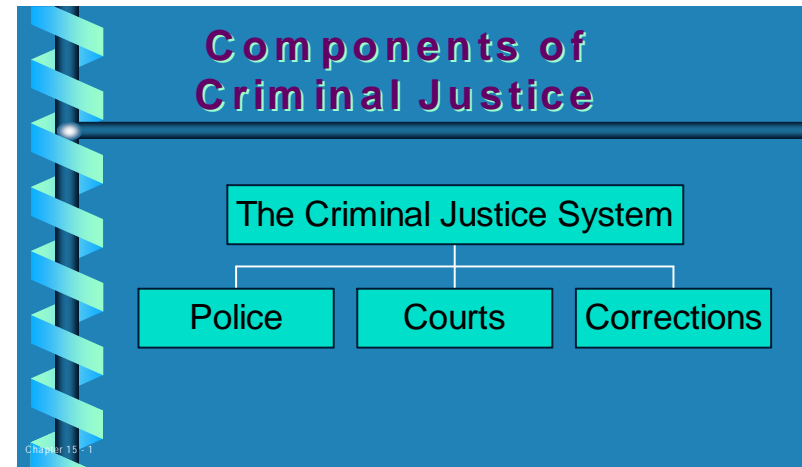 Components of
Criminal Justice
The Criminal Justice System
Police Courts Corrections
Chapter 15 - 1